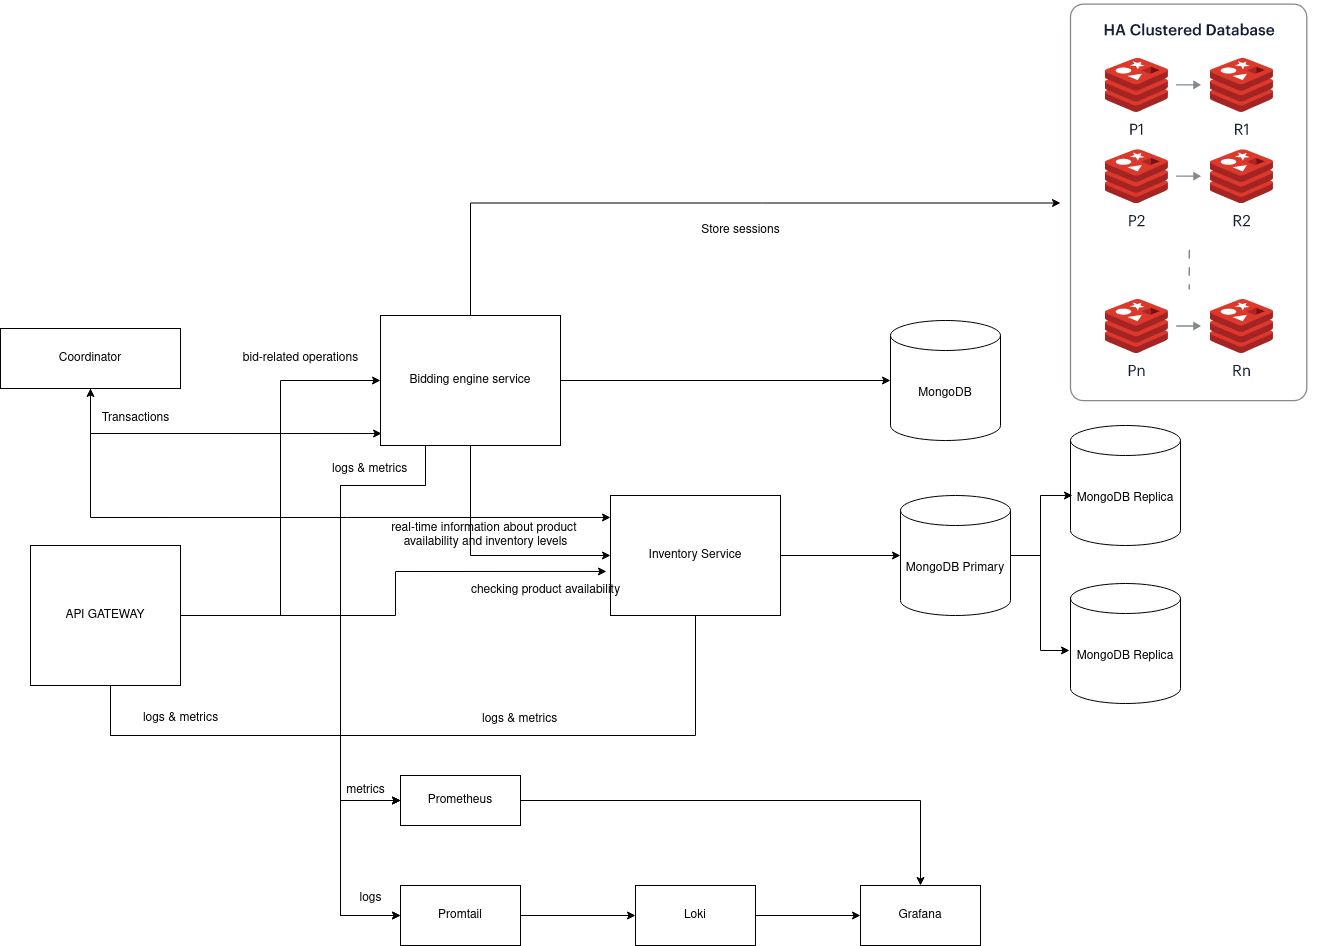 HA Clustered Database
P1
R1
P2
R2
Pn
Rn
Store sessions
Coordinator
bid-related operations
Bidding engine service
MongoDB
Transactions
logs & metrics
real-time information about product
availability and inventory levels
Inventory Service
checking product availability
MongoDB Primary
MongoDB Replica
MongoDB Replica
API GATEWAY
logs & metrics
logs & metrics
metrics
Prometheus
logs
Promtail
Loki
Grafana